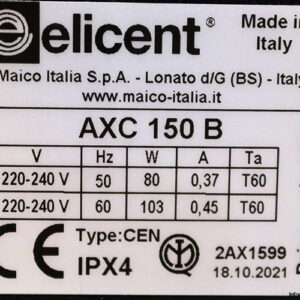 elicent Made in Italy
Maico Italia S.p.A. - Lonato d/G (BS) - Italy
www.maico-italia.it
AXC 150 B
V Hz W A Ta
220-240 V 50 80 0,37 T60
220-240 V 60 103 0,45 T60
CE Type:CEN
IPX4
2AX1599
18.10.2021